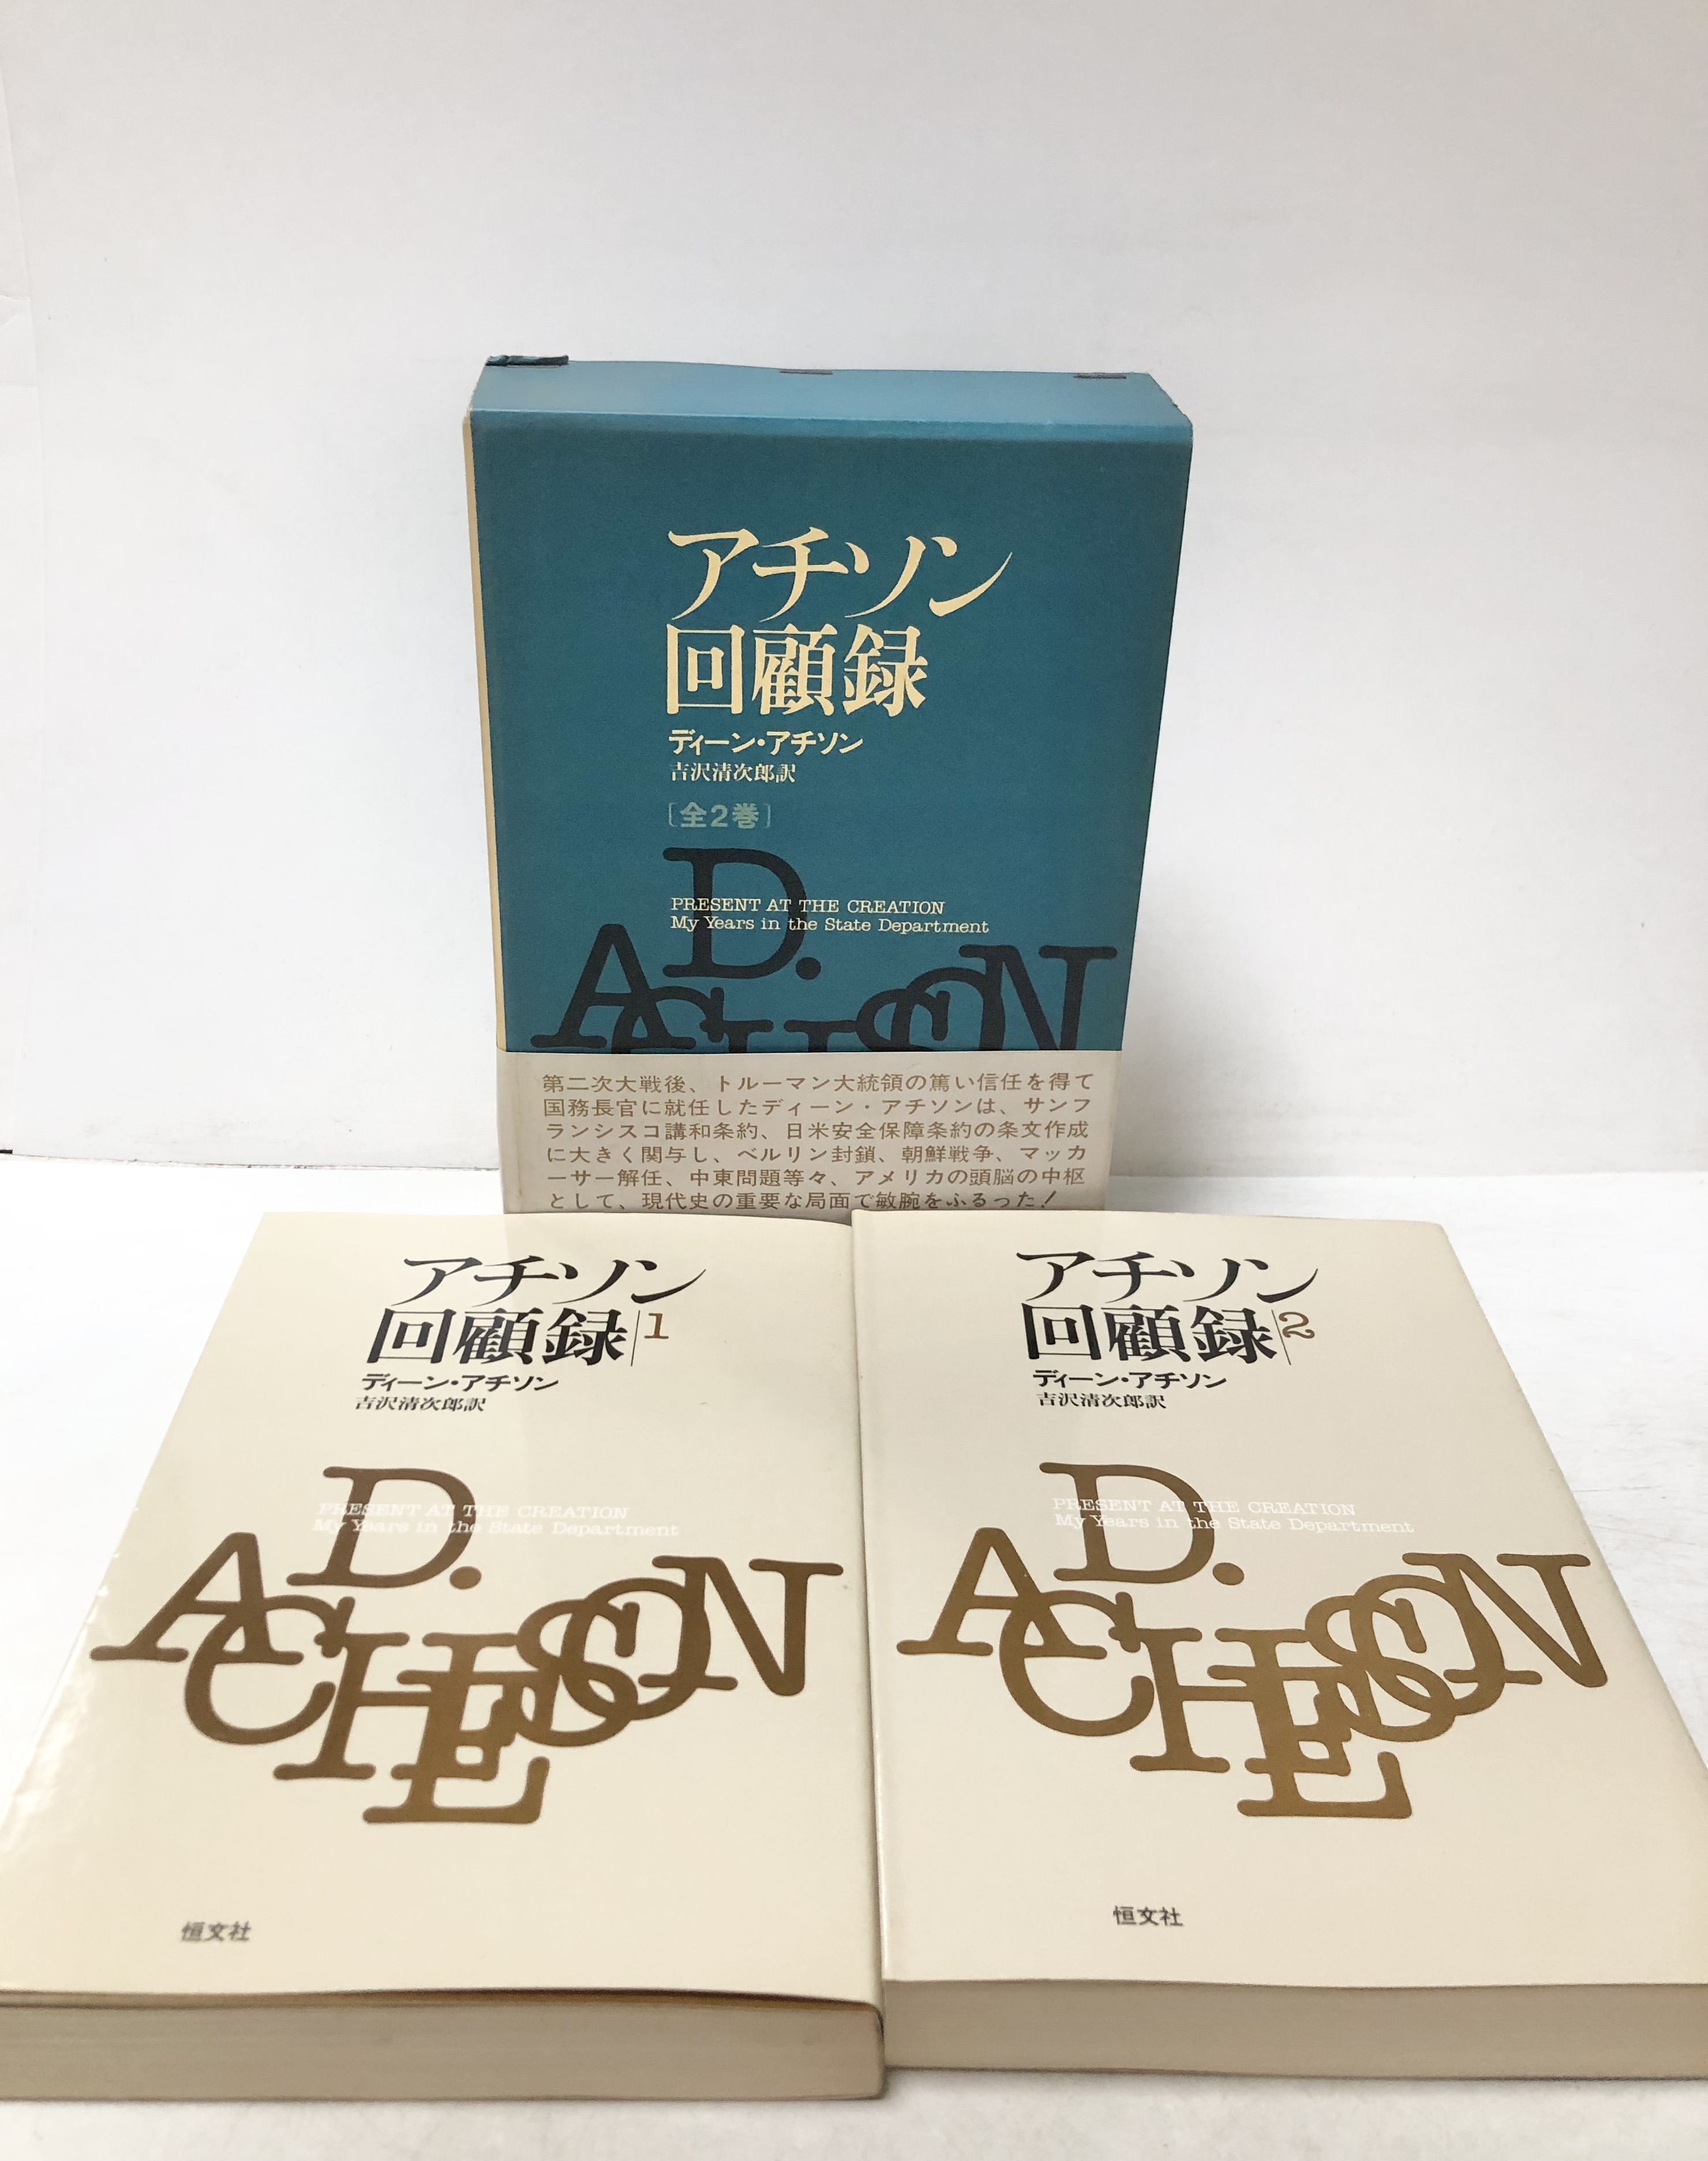 アチソン
回顧録
ディーン・アチソン
吉沢清次郎訳
〔全2巻〕
PRESENT AT THE CREATION
My Years in the State Department
D.
ACHESON
第二次大戦後、トルーマン大統領の篤い信任を得て
国務長官に就任したディーン・アチソンは、サンフ
ランシスコ講和条約、日米安全保障条約の条文作成
に大きく関与し、ベルリン封鎖、朝鮮戦争、マッカ
ーサー解任、中東問題等々、アメリカの頭脳の中枢
として、現代史の重要な局面で敏腕をふるった！
アチソン
回顧録 1
ディーン・アチソン
吉沢清次郎訳
PRESENT AT THE CREATION
My Years in the State Department
D.
ACHESON
恒文社
アチソン
回顧録 2
ディーン・アチソン
吉沢清次郎訳
PRESENT AT THE CREATION
My Years in the State Department
D.
ACHESON
恒文社